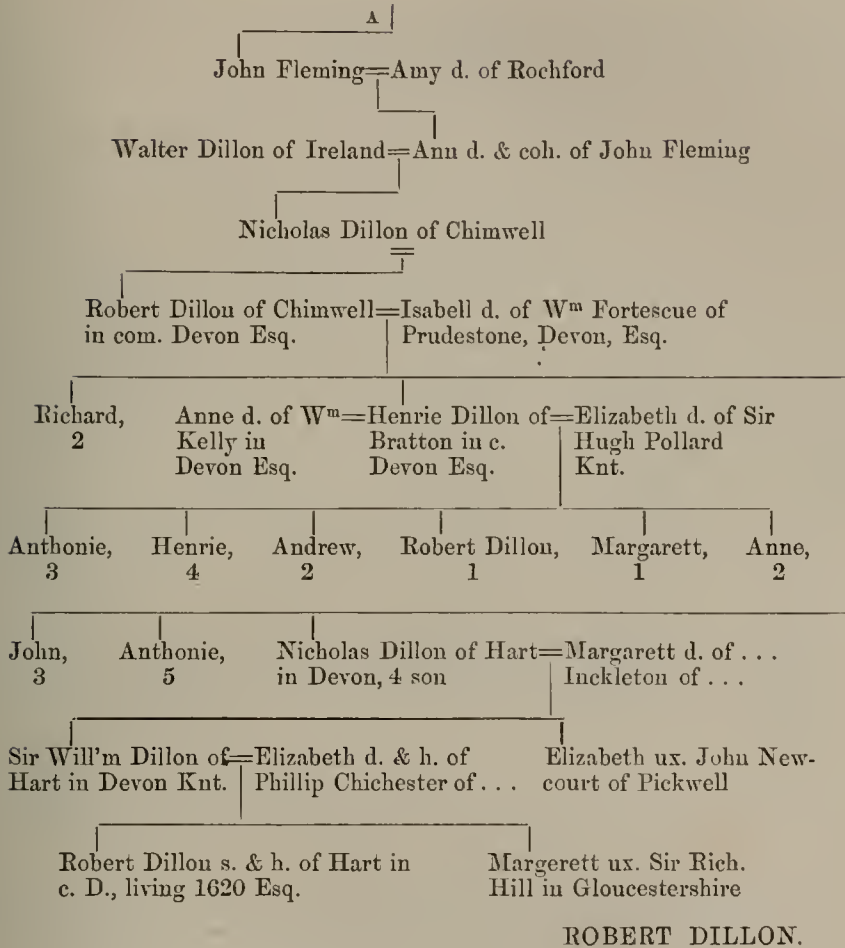 A
John Fleming=Amy d. of Rochford
Walter Dillon of Ireland=Ann d. & coh. of John Fleming
Nicholas Dillon of Chimwell
=
Robert Dillon of Chimwell=Isabell d. of Wᵐ Fortescue of
in com. Devon Esq. Prudestone, Devon, Esq.
Richard, Anne d. of Wᵐ=Henrie Dillon of=Elizabeth d. of Sir
2 Kelly in Bratton in c. Hugh Pollard
Devon Esq. Devon Esq. Knt.
Anthonie, Henrie, Andrew, Robert Dillon, Margarett, Anne,
3 4 2 1 1 2
John, Anthonie, Nicholas Dillon of Hart=Margarett d. of . . .
3 5 in Devon, 4 son Inckleton of . . .
Sir Will'm Dillon of=Elizabeth d. & h. of Elizabeth ux. John New-
Hart in Devon Knt. Phillip Chichester of . . . court of Pickwell
Robert Dillon s. & h. of Hart in Margerett ux. Sir Rich.
c. D., living 1620 Esq. Hill in Gloucestershire
ROBERT DILLON.